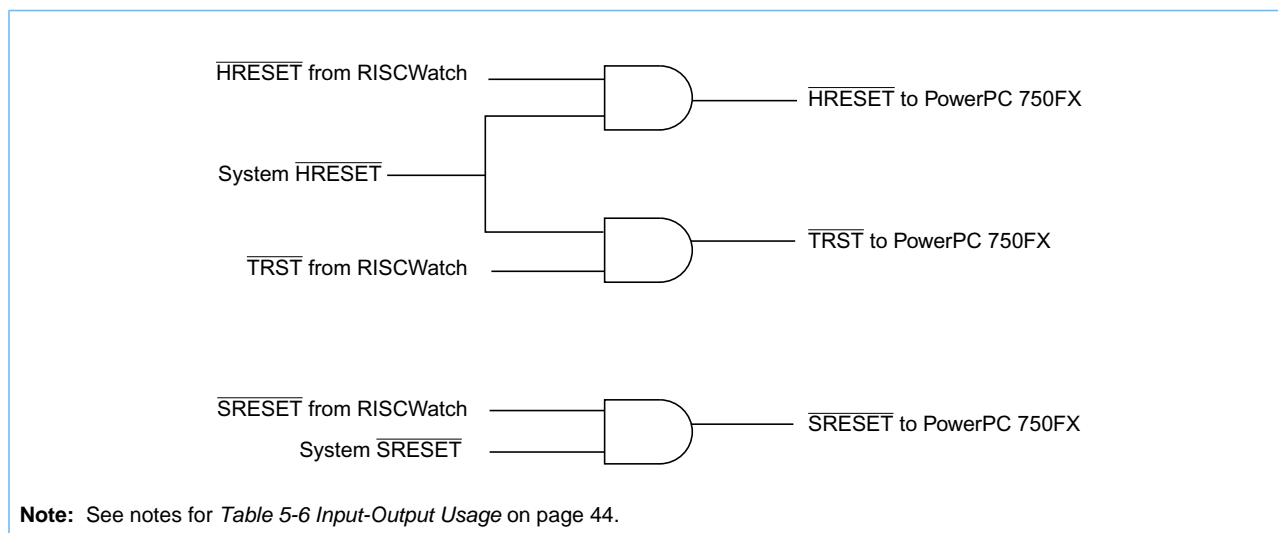 HRESET from RISCWatch
HRESET to PowerPC 750FX
System HRESET
TRST to PowerPC 750FX
TRST from RISCWatch
SRESET from RISCWatch
SRESET to PowerPC 750FX
System SRESET
Note: See notes for Table 5-6 Input-Output Usage on page 44.